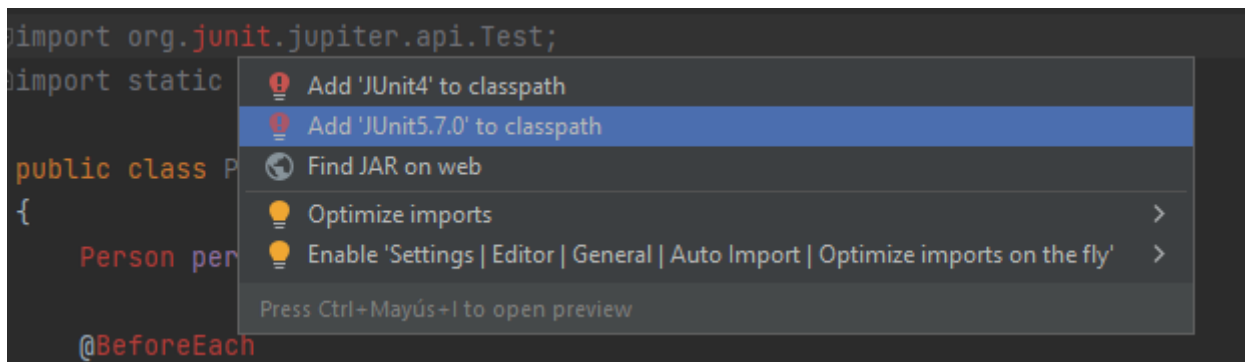 import org.junit.jupiter.api.Test;
import static
Add 'JUnit4' to classpath
Add 'JUnit5.7.0' to classpath
public class P
Find JAR on web
{
Optimize imports
Person per
Enable 'Settings | Editor | General | Auto Import | Optimize imports on the fly'
Press Ctrl+Mayús+I to open preview
@BeforeEach